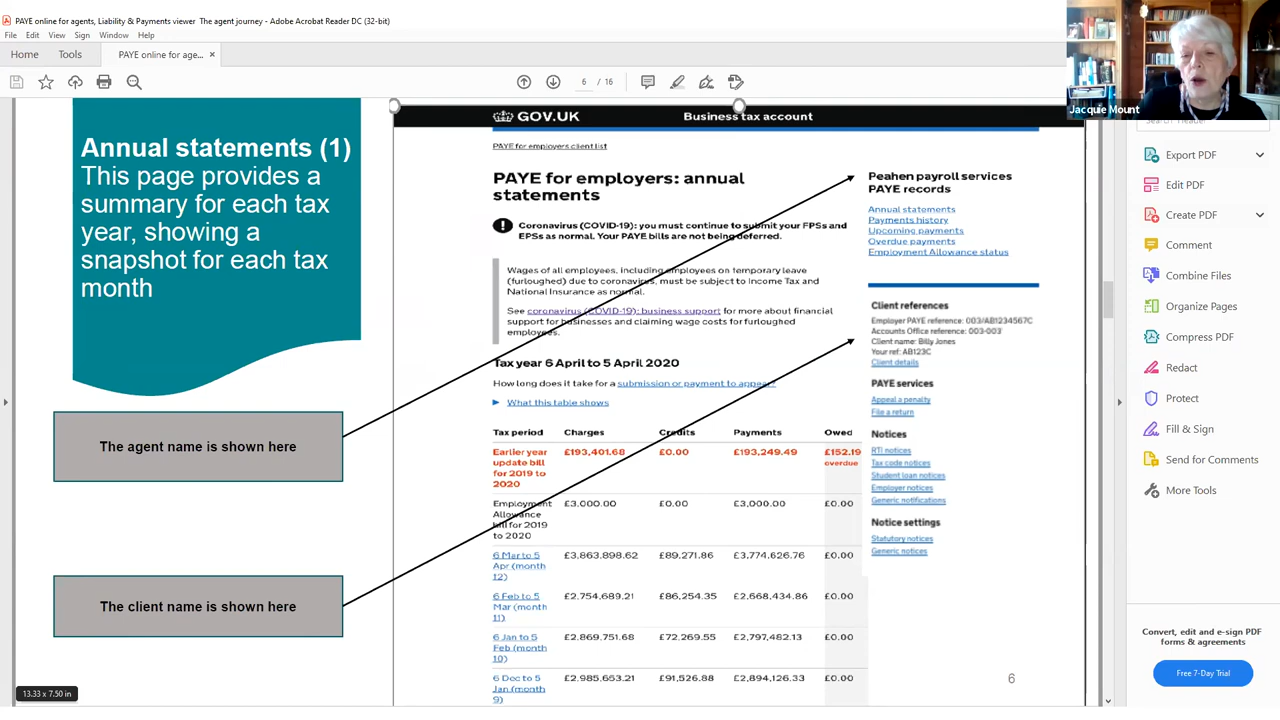 PAYE online for agents, Liability & Payments viewer The agent journey - Adobe Acrobat Reader DC (32-bit)
File Edit View Sign Window Help
Home Tools PAYE online for age... ×
6 / 16
Jacquie Mount
Annual statements (1)
This page provides a
summary for each tax
year, showing a
snapshot for each tax
month
The agent name is shown here
The client name is shown here
GOV.UK Business tax account
PAYE for employers client list
PAYE for employers: annual
statements
Coronavirus (COVID-19): you must continue to submit your FPSs and
EPSs as normal. Your PAYE bills are not being deferred.
Wages of all employees, including employees on temporary leave
(furloughed) due to coronavirus, must be subject to Income Tax and
National Insurance as normal.
See coronavirus (COVID-19): business support for more about financial
support for businesses and claiming wage costs for furloughed
employees.
Tax year 6 April to 5 April 2020
How long does it take for a submission or payment to appear?
What this table shows
Tax period Charges Credits Payments Owed
Earlier year £193,401.68 £0.00 £193,249.49 £152.19
update bill overdue
for 2019 to
2020
Employment £3,000.00 £0.00 £3,000.00 £0.00
Allowance
bill for 2019
to 2020
6 Mar to 5 £3,863,898.62 £89,271.86 £3,774,626.76 £0.00
Apr (month
12)
6 Feb to 5 £2,754,689.21 £86,254.35 £2,668,434.86 £0.00
Mar (month
11)
6 Jan to 5 £2,869,751.68 £72,269.55 £2,797,482.13 £0.00
Feb (month
10)
6 Dec to 5 £2,985,653.21 £91,526.88 £2,894,126.33 £0.00
Jan (month
9)
Peahen payroll services
PAYE records
Annual statements
Payments history
Upcoming payments
Overdue payments
Employment Allowance status
Client references
Employer PAYE reference: 003/AB1234567C
Accounts Office reference: 003-003
Client name: Billy Jones
Your ref: AB123C
Client details
PAYE services
Appeal a penalty
File a return
Notices
RTI notices
Tax code notices
Student loan notices
Employer notices
Generic notifications
Notice settings
Statutory notices
Generic notices
6
13.33 x 7.50 in
Export PDF
Edit PDF
Create PDF
Comment
Combine Files
Organize Pages
Compress PDF
Redact
Protect
Fill & Sign
Send for Comments
More Tools
Convert, edit and e-sign PDF
forms & agreements
Free 7-Day Trial